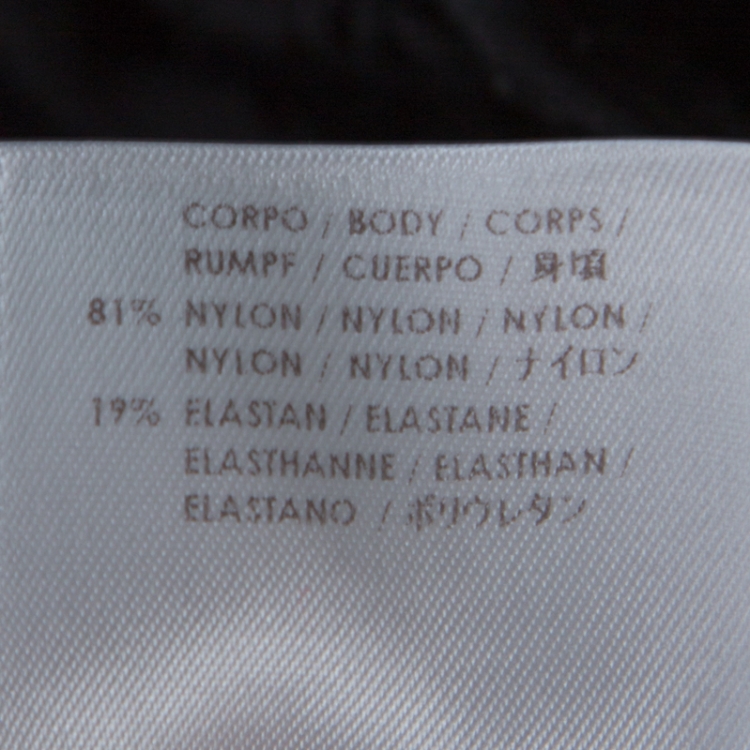 CORPO / BODY / CORPS /
RUMPF / CUERPO / 身頃
81% NYLON / NYLON / NYLON /
NYLON / NYLON / ナイロン
19% ELASTAN / ELASTANE /
ELASTHANNE / ELASTHAN /
ELASTANO / ポリウレタン